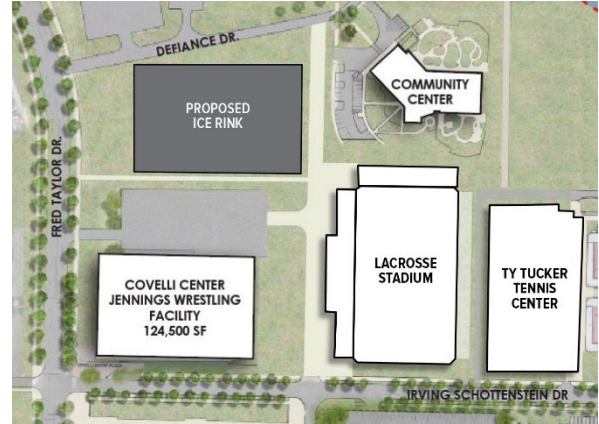 DEFIANCE DR.
COMMUNITY
CENTER
PROPOSED
ICE RINK
FRED TAYLOR DR.
LACROSSE
STADIUM
TY TUCKER
TENNIS
CENTER
COVELLI CENTER
JENNINGS WRESTLING
FACILITY
124,500 SF
IRVING SCHOTTENSTEIN DR